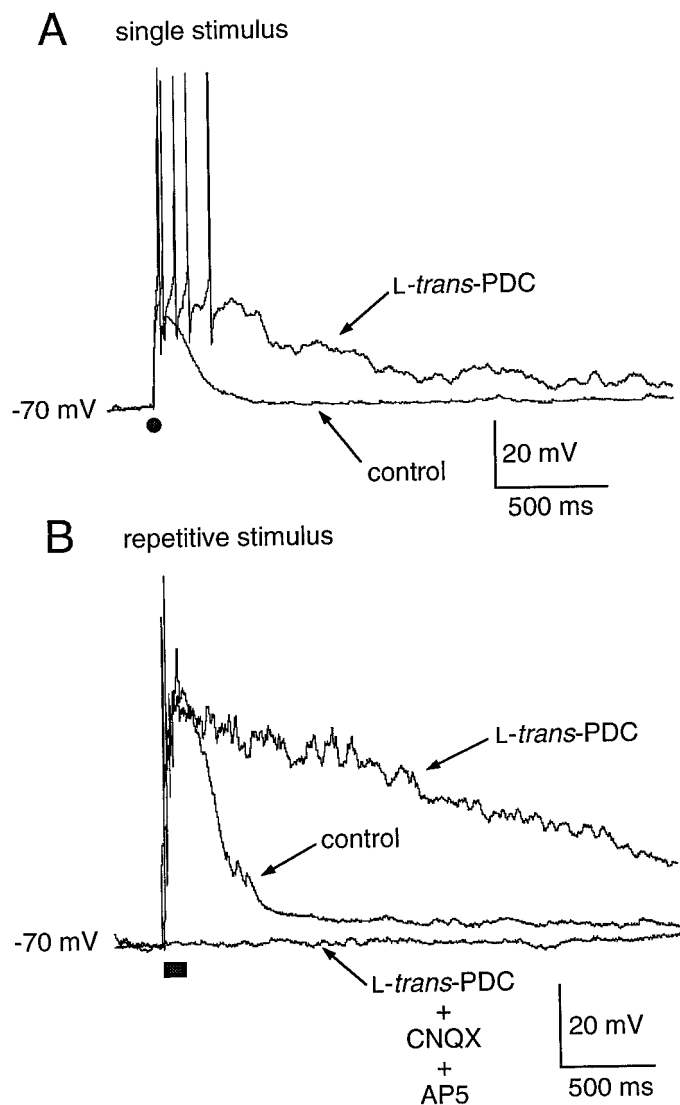 A single stimulus
L-trans-PDC
-70 mV
control
20 mV
500 ms
B repetitive stimulus
L-trans-PDC
control
-70 mV
L-trans-PDC
+
CNQX
+
AP5
20 mV
500 ms